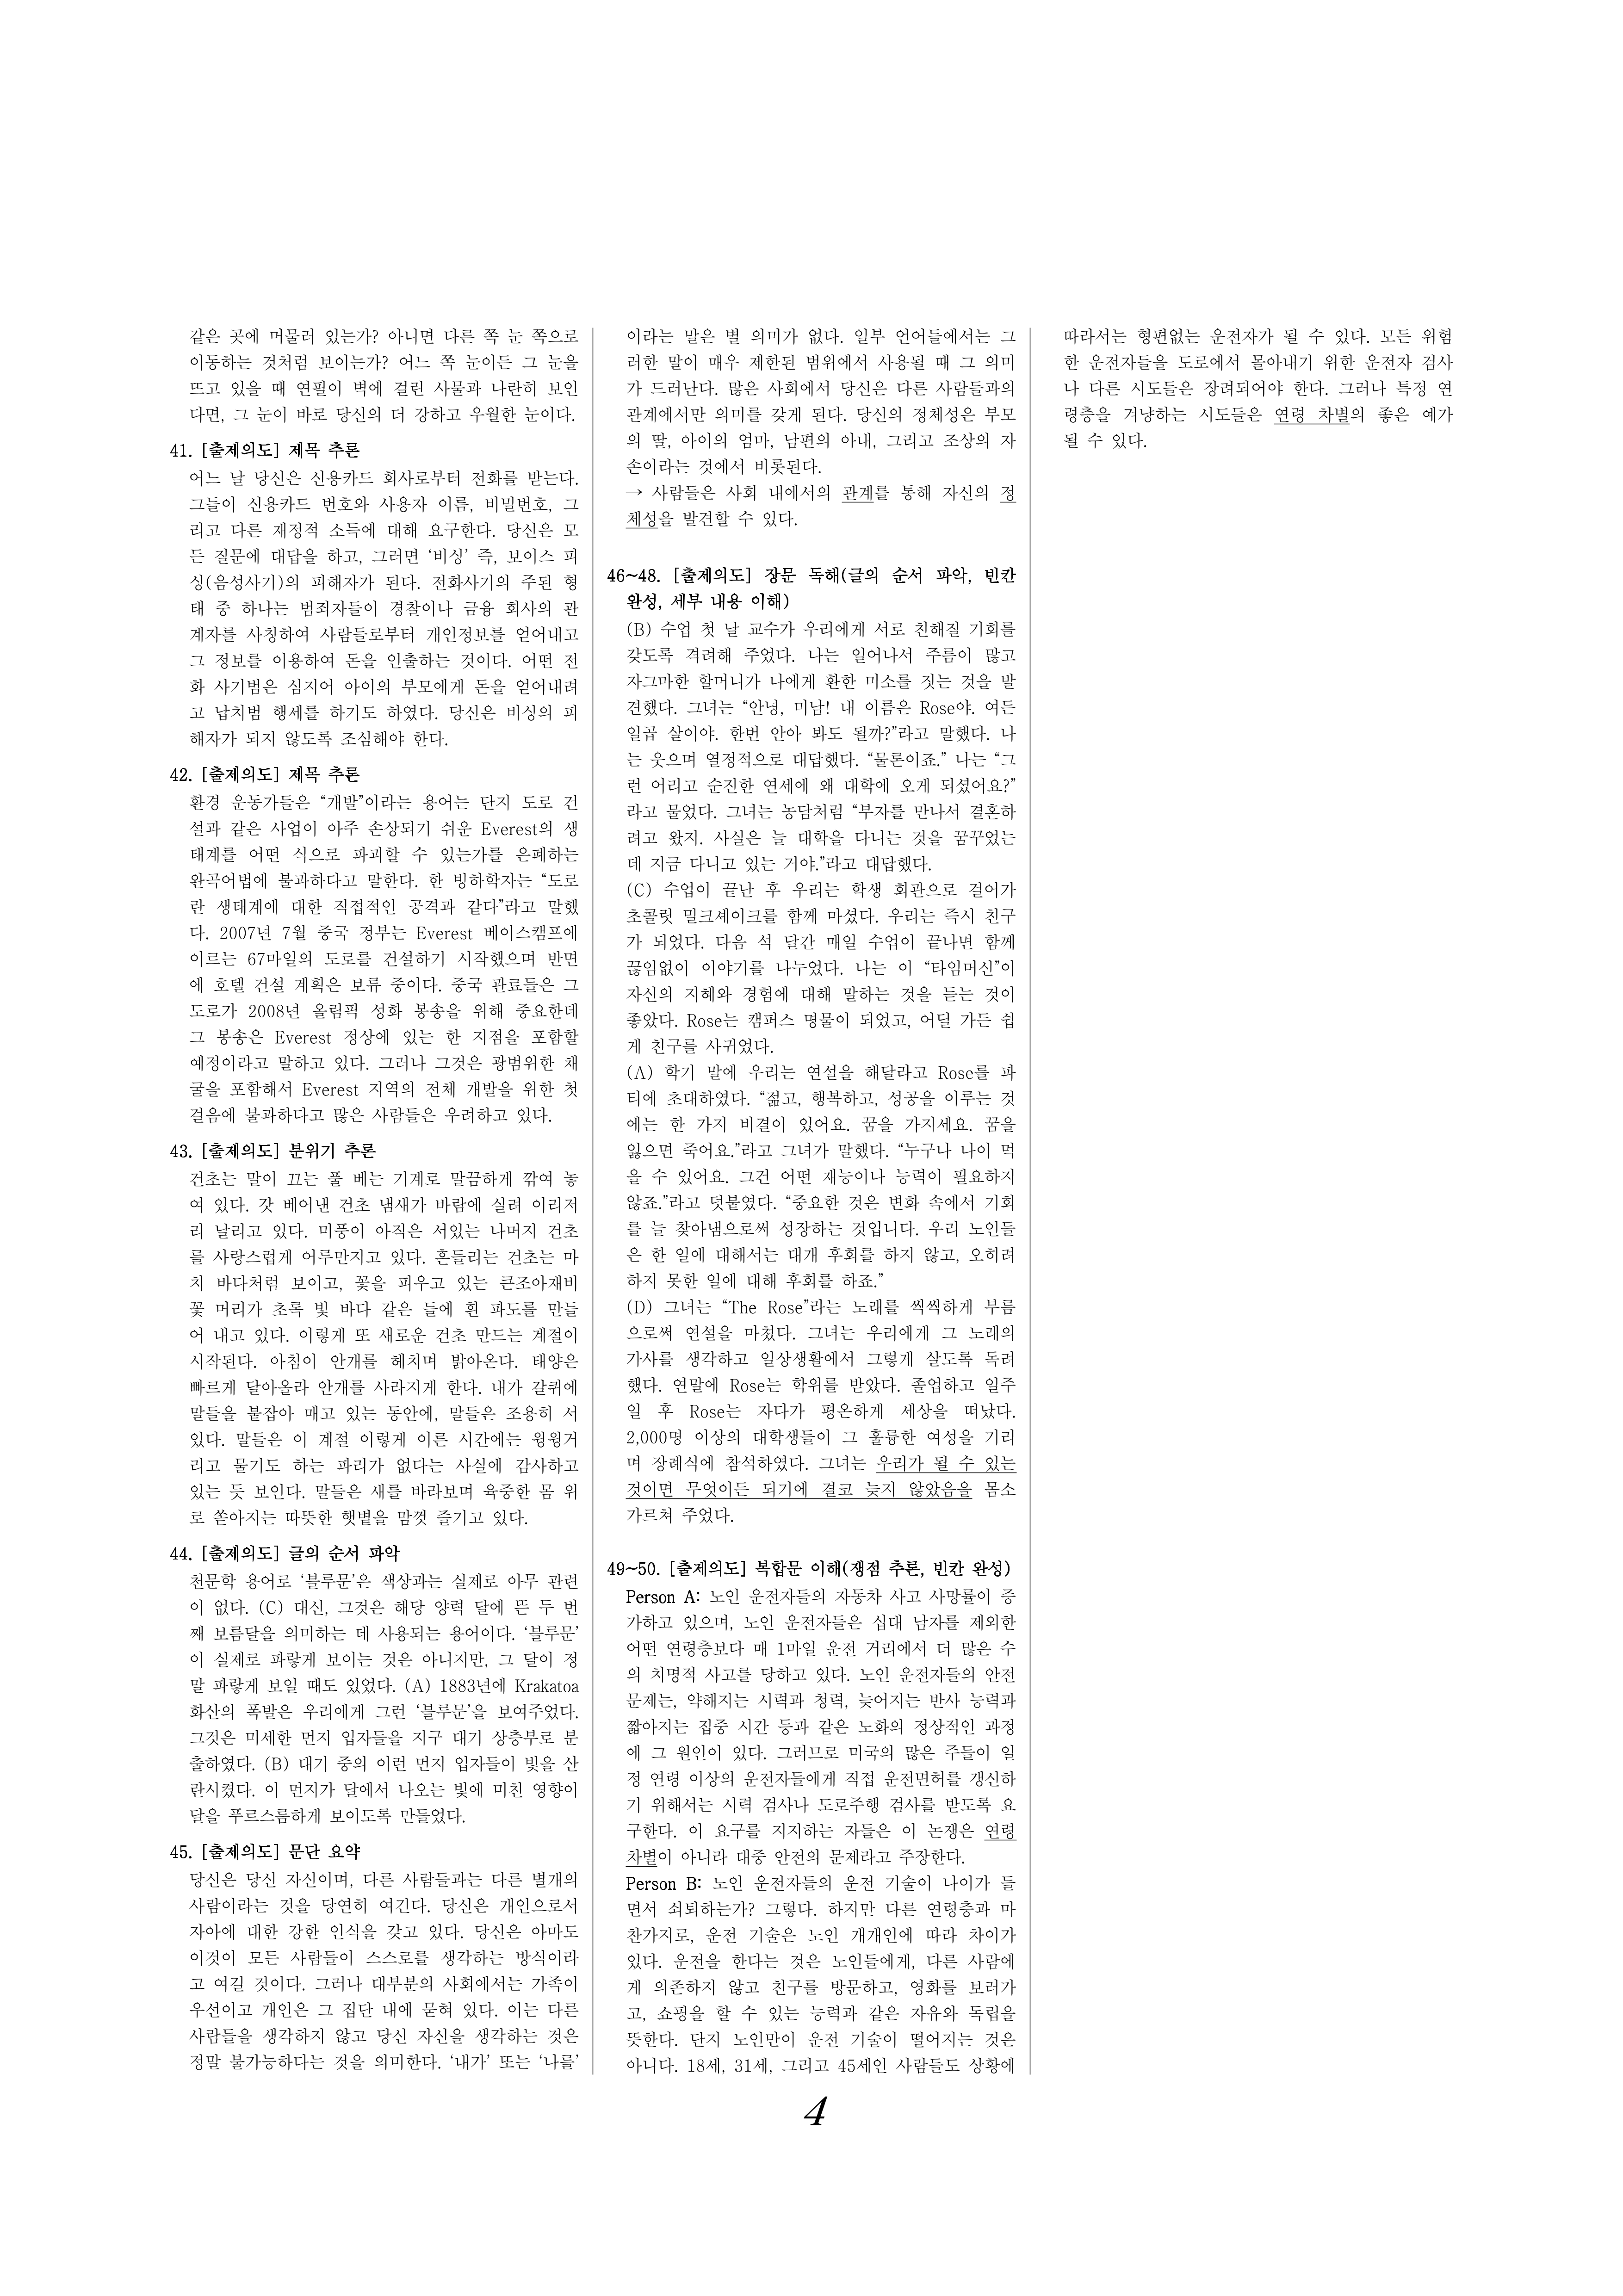 같은 곳에 머물러 있는가? 아니면 다른 쪽 눈 쪽으로
이동하는 것처럼 보이는가? 어느 쪽 눈이든 그 눈을
뜨고 있을 때 연필이 벽에 걸린 사물과 나란히 보인
다면, 그 눈이 바로 당신의 더 강하고 우월한 눈이다.
41. [출제의도] 제목 추론
어느 날 당신은 신용카드 회사로부터 전화를 받는다.
그들이 신용카드 번호와 사용자 이름, 비밀번호, 그
리고 다른 재정적 소득에 대해 요구한다. 당신은 모
든 질문에 대답을 하고, 그러면 ‘비싱’ 즉, 보이스 피
싱(음성사기)의 피해자가 된다. 전화사기의 주된 형
태 중 하나는 범죄자들이 경찰이나 금융 회사의 관
계자를 사칭하여 사람들로부터 개인정보를 얻어내고
그 정보를 이용하여 돈을 인출하는 것이다. 어떤 전
화 사기범은 심지어 아이의 부모에게 돈을 얻어내려
고 납치범 행세를 하기도 하였다. 당신은 비싱의 피
해자가 되지 않도록 조심해야 한다.
42. [출제의도] 제목 추론
환경 운동가들은 “개발”이라는 용어는 단지 도로 건
설과 같은 사업이 아주 손상되기 쉬운 Everest의 생
태계를 어떤 식으로 파괴할 수 있는가를 은폐하는
완곡어법에 불과하다고 말한다. 한 빙하학자는 “도로
란 생태계에 대한 직접적인 공격과 같다”라고 말했
다. 2007년 7월 중국 정부는 Everest 베이스캠프에
이르는 67마일의 도로를 건설하기 시작했으며 반면
에 호텔 건설 계획은 보류 중이다. 중국 관료들은 그
도로가 2008년 올림픽 성화 봉송을 위해 중요한데
그 봉송은 Everest 정상에 있는 한 지점을 포함할
예정이라고 말하고 있다. 그러나 그것은 광범위한 채
굴을 포함해서 Everest 지역의 전체 개발을 위한 첫
걸음에 불과하다고 많은 사람들은 우려하고 있다.
43. [출제의도] 분위기 추론
건초는 말이 끄는 풀 베는 기계로 말끔하게 깎여 놓
여 있다. 갓 베어낸 건초 냄새가 바람에 실려 이리저
리 날리고 있다. 미풍이 아직은 서있는 나머지 건초
를 사랑스럽게 어루만지고 있다. 흔들리는 건초는 마
치 바다처럼 보이고, 꽃을 피우고 있는 큰조아재비
꽃 머리가 초록 빛 바다 같은 들에 흰 파도를 만들
어 내고 있다. 이렇게 또 새로운 건초 만드는 계절이
시작된다. 아침이 안개를 헤치며 밝아온다. 태양은
빠르게 달아올라 안개를 사라지게 한다. 내가 갈퀴에
말들을 붙잡아 매고 있는 동안에, 말들은 조용히 서
있다. 말들은 이 계절 이렇게 이른 시간에는 윙윙거
리고 물기도 하는 파리가 없다는 사실에 감사하고
있는 듯 보인다. 말들은 새를 바라보며 육중한 몸 위
로 쏟아지는 따뜻한 햇볕을 맘껏 즐기고 있다.
44. [출제의도] 글의 순서 파악
천문학 용어로 ‘블루문’은 색상과는 실제로 아무 관련
이 없다. (C) 대신, 그것은 해당 양력 달에 뜬 두 번
째 보름달을 의미하는 데 사용되는 용어이다. ‘블루문’
이 실제로 파랗게 보이는 것은 아니지만, 그 달이 정
말 파랗게 보일 때도 있었다. (A) 1883년에 Krakatoa
화산의 폭발은 우리에게 그런 ‘블루문’을 보여주었다.
그것은 미세한 먼지 입자들을 지구 대기 상층부로 분
출하였다. (B) 대기 중의 이런 먼지 입자들이 빛을 산
란시켰다. 이 먼지가 달에서 나오는 빛에 미친 영향이
달을 푸르스름하게 보이도록 만들었다.
45. [출제의도] 문단 요약
당신은 당신 자신이며, 다른 사람들과는 다른 별개의
사람이라는 것을 당연히 여긴다. 당신은 개인으로서
자아에 대한 강한 인식을 갖고 있다. 당신은 아마도
이것이 모든 사람들이 스스로를 생각하는 방식이라
고 여길 것이다. 그러나 대부분의 사회에서는 가족이
우선이고 개인은 그 집단 내에 묻혀 있다. 이는 다른
사람들을 생각하지 않고 당신 자신을 생각하는 것은
정말 불가능하다는 것을 의미한다. ‘내가’ 또는 ‘나를’
이라는 말은 별 의미가 없다. 일부 언어들에서는 그
러한 말이 매우 제한된 범위에서 사용될 때 그 의미
가 드러난다. 많은 사회에서 당신은 다른 사람들과의
관계에서만 의미를 갖게 된다. 당신의 정체성은 부모
의 딸, 아이의 엄마, 남편의 아내, 그리고 조상의 자
손이라는 것에서 비롯된다.
→ 사람들은 사회 내에서의 관계를 통해 자신의 정
체성을 발견할 수 있다.
46~48. [출제의도] 장문 독해(글의 순서 파악, 빈칸
완성, 세부 내용 이해)
(B) 수업 첫 날 교수가 우리에게 서로 친해질 기회를
갖도록 격려해 주었다. 나는 일어나서 주름이 많고
자그마한 할머니가 나에게 환한 미소를 짓는 것을 발
견했다. 그녀는 “안녕, 미남! 내 이름은 Rose야. 여든
일곱 살이야. 한번 안아 봐도 될까?”라고 말했다. 나
는 웃으며 열정적으로 대답했다. “물론이죠.” 나는 “그
런 어리고 순진한 연세에 왜 대학에 오게 되셨어요?”
라고 물었다. 그녀는 농담처럼 “부자를 만나서 결혼하
려고 왔지. 사실은 늘 대학을 다니는 것을 꿈꾸었는
데 지금 다니고 있는 거야.”라고 대답했다.
(C) 수업이 끝난 후 우리는 학생 회관으로 걸어가
초콜릿 밀크셰이크를 함께 마셨다. 우리는 즉시 친구
가 되었다. 다음 석 달간 매일 수업이 끝나면 함께
끊임없이 이야기를 나누었다. 나는 이 “타임머신”이
자신의 지혜와 경험에 대해 말하는 것을 듣는 것이
좋았다. Rose는 캠퍼스 명물이 되었고, 어딜 가든 쉽
게 친구를 사귀었다.
(A) 학기 말에 우리는 연설을 해달라고 Rose를 파
티에 초대하였다. “젊고, 행복하고, 성공을 이루는 것
에는 한 가지 비결이 있어요. 꿈을 가지세요. 꿈을
잃으면 죽어요.”라고 그녀가 말했다. “누구나 나이 먹
을 수 있어요. 그건 어떤 재능이나 능력이 필요하지
않죠.”라고 덧붙였다. “중요한 것은 변화 속에서 기회
를 늘 찾아냄으로써 성장하는 것입니다. 우리 노인들
은 한 일에 대해서는 대개 후회를 하지 않고, 오히려
하지 못한 일에 대해 후회를 하죠.”
(D) 그녀는 “The Rose”라는 노래를 씩씩하게 부름
으로써 연설을 마쳤다. 그녀는 우리에게 그 노래의
가사를 생각하고 일상생활에서 그렇게 살도록 독려
했다. 연말에 Rose는 학위를 받았다. 졸업하고 일주
일 후 Rose는 자다가 평온하게 세상을 떠났다.
2,000명 이상의 대학생들이 그 훌륭한 여성을 기리
며 장례식에 참석하였다. 그녀는 우리가 될 수 있는
것이면 무엇이든 되기에 결코 늦지 않았음을 몸소
가르쳐 주었다.
49~50. [출제의도] 복합문 이해(쟁점 추론, 빈칸 완성)
Person A: 노인 운전자들의 자동차 사고 사망률이 증
가하고 있으며, 노인 운전자들은 십대 남자를 제외한
어떤 연령층보다 매 1마일 운전 거리에서 더 많은 수
의 치명적 사고를 당하고 있다. 노인 운전자들의 안전
문제는, 약해지는 시력과 청력, 늦어지는 반사 능력과
짧아지는 집중 시간 등과 같은 노화의 정상적인 과정
에 그 원인이 있다. 그러므로 미국의 많은 주들이 일
정 연령 이상의 운전자들에게 직접 운전면허를 갱신하
기 위해서는 시력 검사나 도로주행 검사를 받도록 요
구한다. 이 요구를 지지하는 자들은 이 논쟁은 연령
차별이 아니라 대중 안전의 문제라고 주장한다.
Person B: 노인 운전자들의 운전 기술이 나이가 들
면서 쇠퇴하는가? 그렇다. 하지만 다른 연령층과 마
찬가지로, 운전 기술은 노인 개개인에 따라 차이가
있다. 운전을 한다는 것은 노인들에게, 다른 사람에
게 의존하지 않고 친구를 방문하고, 영화를 보러가
고, 쇼핑을 할 수 있는 능력과 같은 자유와 독립을
뜻한다. 단지 노인만이 운전 기술이 떨어지는 것은
아니다. 18세, 31세, 그리고 45세인 사람들도 상황에
따라서는 형편없는 운전자가 될 수 있다. 모든 위험
한 운전자들을 도로에서 몰아내기 위한 운전자 검사
나 다른 시도들은 장려되어야 한다. 그러나 특정 연
령층을 겨냥하는 시도들은 연령 차별의 좋은 예가
될 수 있다.
4